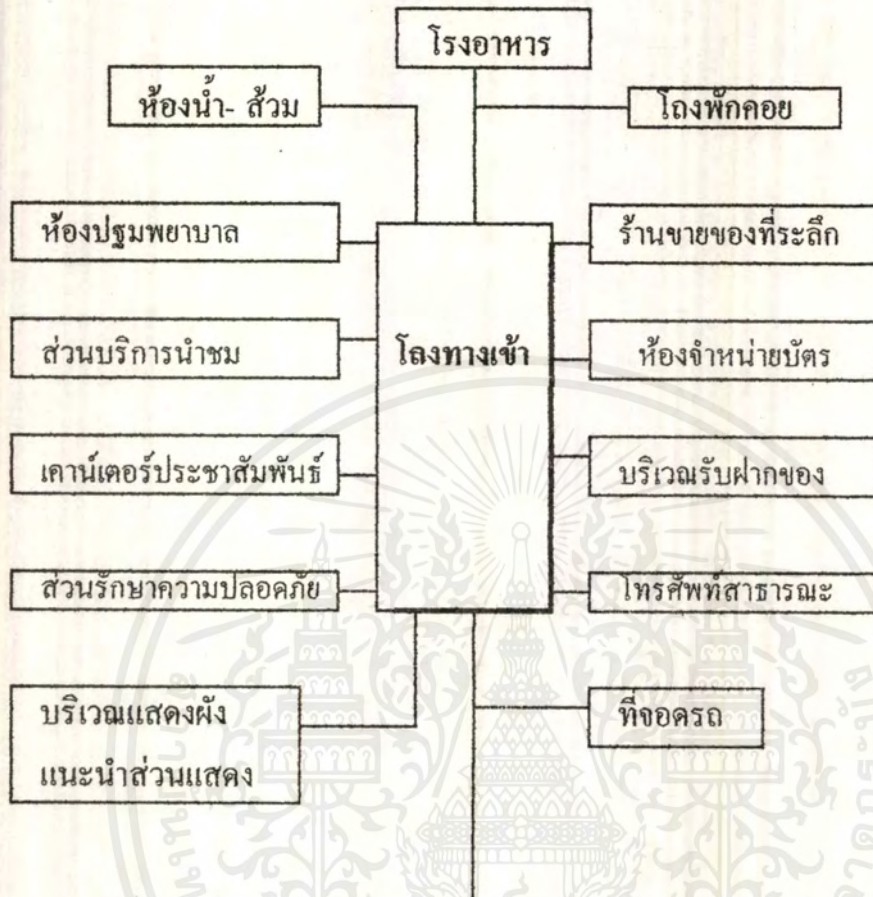 โรงอาหาร
ห้องน้ำ- ส้วม
โถงพักคอย
ห้องปฐมพยาบาล
ร้านขายของที่ระลึก
ส่วนบริการนำชม
โถงทางเข้า
ห้องจำหน่ายบัตร
เคาน์เตอร์ประชาสัมพันธ์
บริเวณรับฝากของ
ส่วนรักษาความปลอดภัย
โทรศัพท์สาธารณะ
บริเวณแสดงผัง
แนะนำส่วนแสดง
ที่จอดรถ